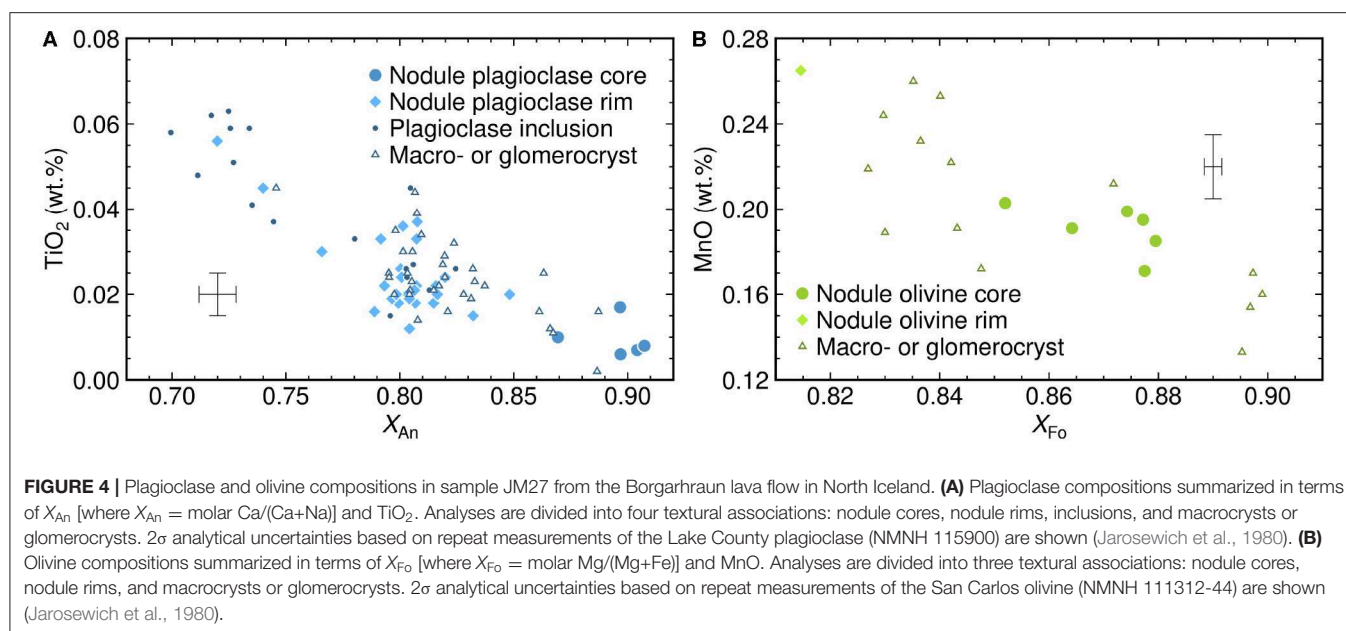 A
0.08
0.06
0.04
0.02
0.00
TiO2 (wt.%)
Nodule plagioclase core
Nodule plagioclase rim
Plagioclase inclusion
Macro- or glomerocryst
0.70 0.75 0.80 0.85 0.90
XAn
B
0.28
0.24
0.20
0.16
0.12
MnO (wt.%)
Nodule olivine core
Nodule olivine rim
Macro- or glomerocryst
0.82 0.84 0.86 0.88 0.90
XFo
FIGURE 4 | Plagioclase and olivine compositions in sample JM27 from the Borgarhraun lava flow in North Iceland. (A) Plagioclase compositions summarized in terms
of XAn [where XAn = molar Ca/(Ca+Na)] and TiO2. Analyses are divided into four textural associations: nodule cores, nodule rims, inclusions, and macrocrysts or
glomerocrysts. 2σ analytical uncertainties based on repeat measurements of the Lake County plagioclase (NMNH 115900) are shown (Jarosewich et al., 1980). (B)
Olivine compositions summarized in terms of XFo [where XFo = molar Mg/(Mg+Fe)] and MnO. Analyses are divided into three textural associations: nodule cores,
nodule rims, and macrocrysts or glomerocrysts. 2σ analytical uncertainties based on repeat measurements of the San Carlos olivine (NMNH 111312-44) are shown
(Jarosewich et al., 1980).